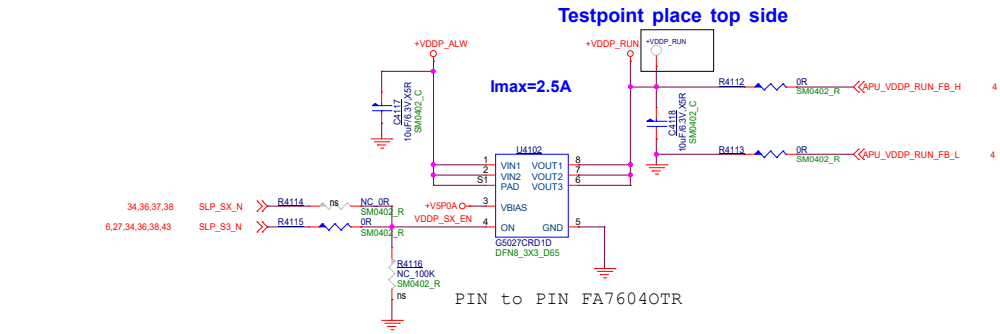 Testpoint place top side
+VDDP_ALW
+VDDP_RUN
+VDDP_RUN
Imax=2.5A
R4112
0R
SM0402_R
APU_VDDP_RUN_FB_H
4
C4117
10uF/6.3V,X5R
SM0402_C
C4118
10uF/6.3V,X5R
SM0402_C
R4113
0R
SM0402_R
APU_VDDP_RUN_FB_L
4
U4102
1
VIN1
VOUT1
8
2
VIN2
VOUT2
7
S1
PAD
VOUT3
6
+V5P0A
3
VBIAS
VDDP_SX_EN
4
ON
GND
5
G5027CRD1D
DFN8_3X3_D65
34,36,37,38
SLP_SX_N
R4114
ns
NC_0R
SM0402_R
6,27,34,36,38,43
SLP_S3_N
R4115
0R
SM0402_R
R4116
NC_100K
SM0402_R
ns
PIN to PIN FA7604OTR